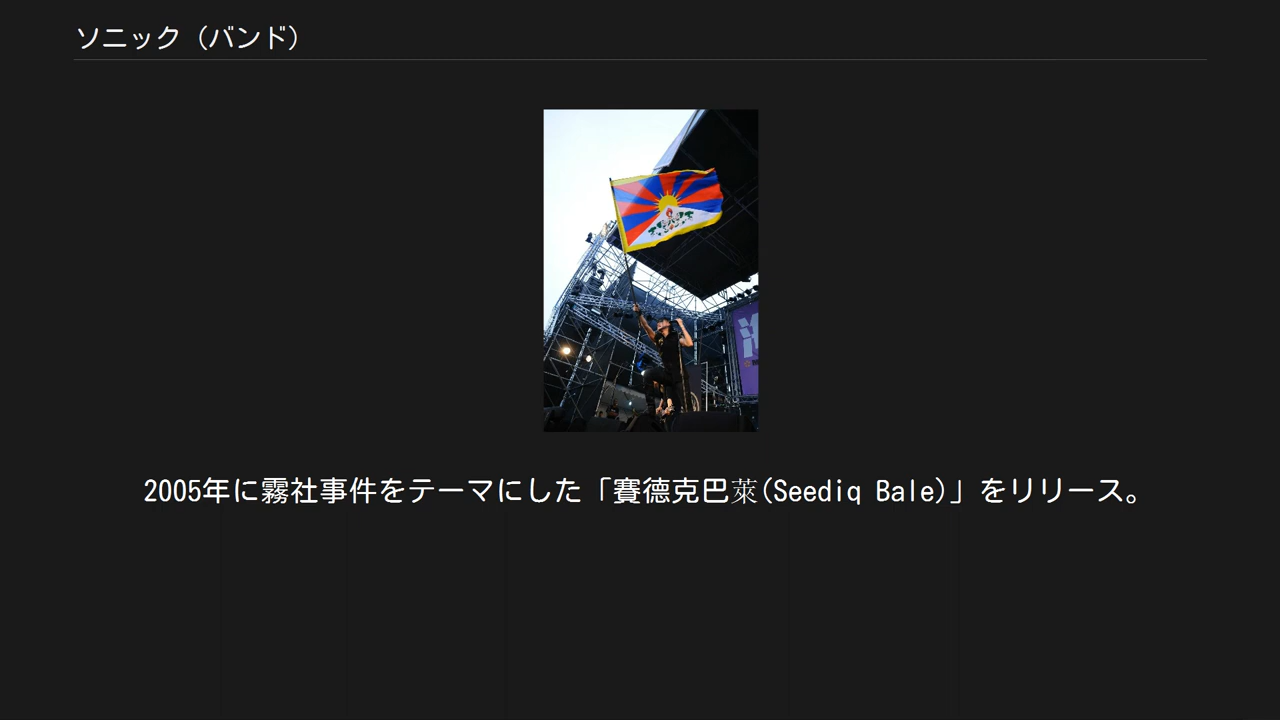 ソニック（バンド）
2005年に霧社事件をテーマにした「賽德克巴萊(Seediq Bale)」をリリース。